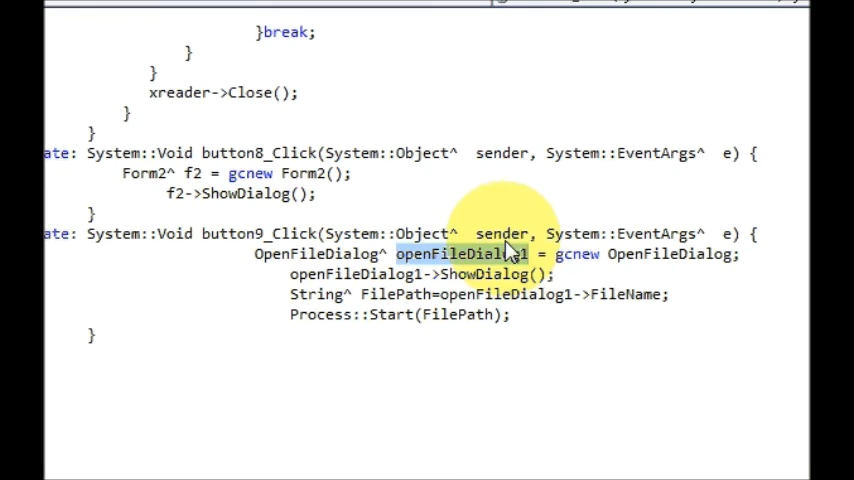 }break;
}
}
xreader->Close();
}
}
ate: System::Void button8_Click(System::Object^  sender, System::EventArgs^  e) {
Form2^ f2 = gcnew Form2();
f2->ShowDialog();
}
ate: System::Void button9_Click(System::Object^  sender, System::EventArgs^  e) {
OpenFileDialog^ openFileDialog1 = gcnew OpenFileDialog;
openFileDialog1->ShowDialog();
String^ FilePath=openFileDialog1->FileName;
Process::Start(FilePath);
}